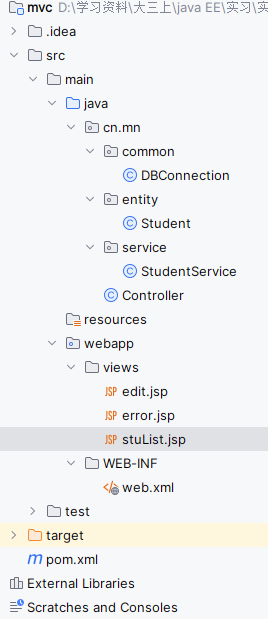 mvc D:\学习资料\大三上\java EE\实习\实
.idea
src
main
java
cn.mn
common
DBConnection
entity
Student
service
StudentService
Controller
resources
webapp
views
edit.jsp
error.jsp
stuList.jsp
WEB-INF
web.xml
test
target
pom.xml
External Libraries
Scratches and Consoles